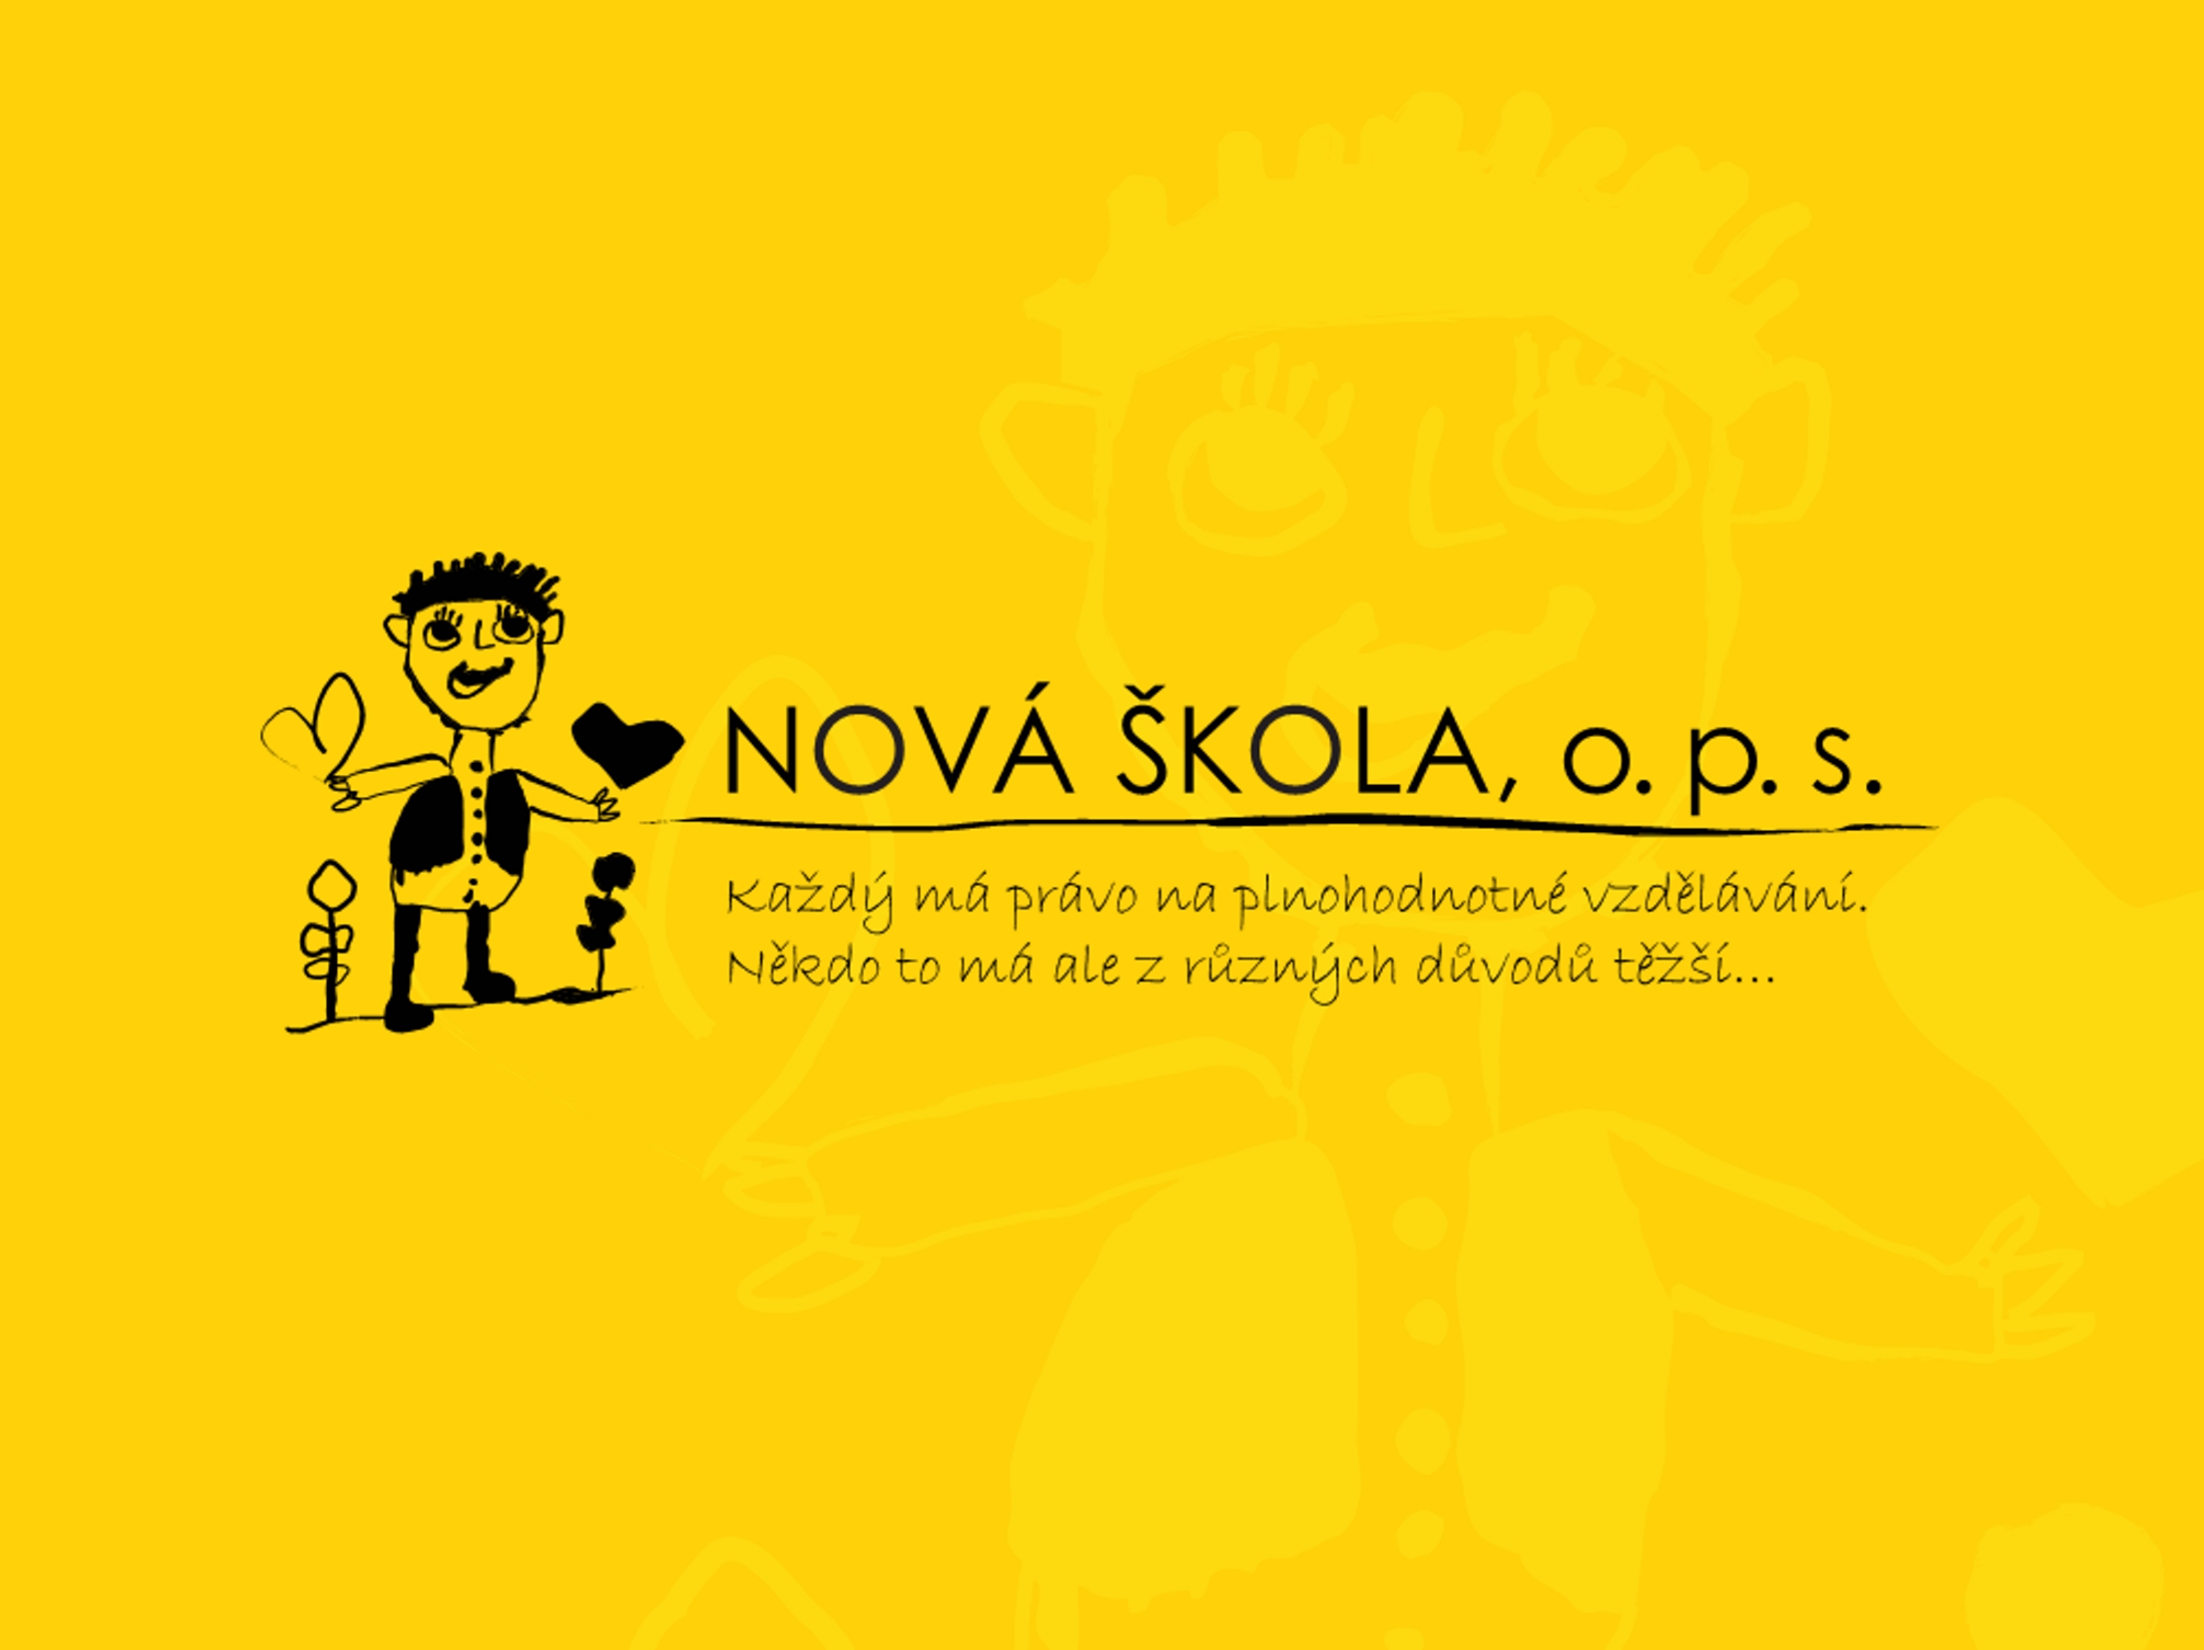 NOVÁ ŠKOLA, o. p. s.
Každý má právo na plnohodnotné vzdělávání.
Někdo to má ale z různých důvodů těžší...